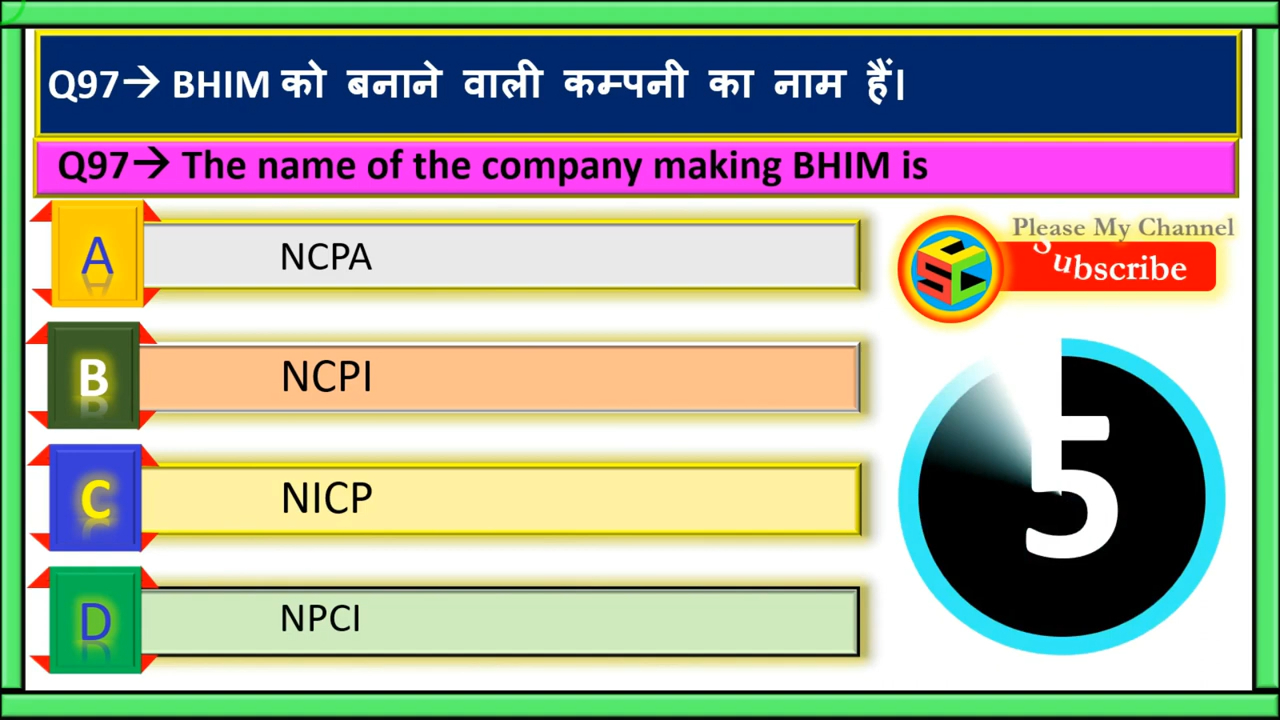 Q97→ BHIM को बनाने वाली कम्पनी का नाम हैं।
Q97→ The name of the company making BHIM is
A NCPA
B NCPI
C NICP
D NPCI
Please My Channel
Subscribe
SSC
5